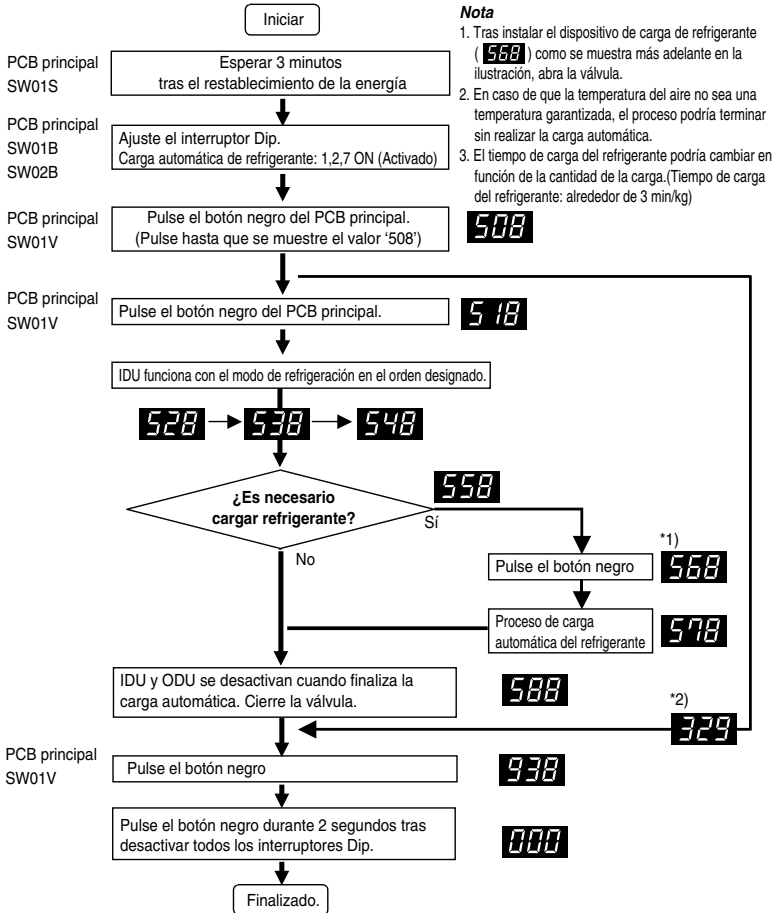 Iniciar
Nota
1. Tras instalar el dispositivo de carga de refrigerante
( 568 ) como se muestra más adelante en la
ilustración, abra la válvula.
2. En caso de que la temperatura del aire no sea una
temperatura garantizada, el proceso podría terminar
sin realizar la carga automática.
3. El tiempo de carga del refrigerante podría cambiar en
función de la cantidad de la carga.(Tiempo de carga
del refrigerante: alrededor de 3 min/kg)
PCB principal
SW01S
Esperar 3 minutos
tras el restablecimiento de la energía
PCB principal
SW01B
SW02B
Ajuste el interruptor Dip.
Carga automática de refrigerante: 1,2,7 ON (Activado)
PCB principal
SW01V
Pulse el botón negro del PCB principal.
(Pulse hasta que se muestre el valor ‘508’)
508
PCB principal
SW01V
Pulse el botón negro del PCB principal.
518
IDU funciona con el modo de refrigeración en el orden designado.
528 538 548
¿Es necesario
cargar refrigerante?
558
Sí
No
Pulse el botón negro
*1)
568
Proceso de carga
automática del refrigerante
578
IDU y ODU se desactivan cuando finaliza la
carga automática. Cierre la válvula.
588
*2)
329
PCB principal
SW01V
Pulse el botón negro
938
Pulse el botón negro durante 2 segundos tras
desactivar todos los interruptores Dip.
000
Finalizado.